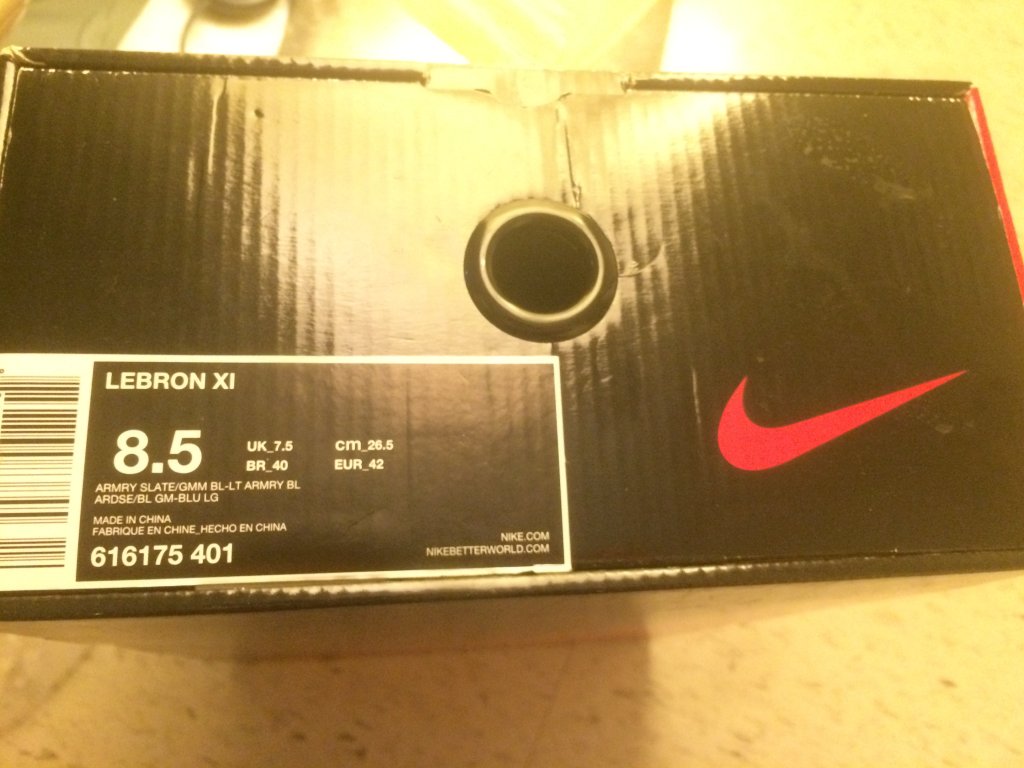 LEBRON XI
8.5
UK_7.5 cm_26.5
BR_40 EUR_42
ARMRY SLATE/GMM BL-LT ARMRY BL
ARDSE/BL GM-BLU LG
MADE IN CHINA
FABRIQUE EN CHINE_HECHO EN CHINA
616175 401
NIKE.COM
NIKEBETTERWORLD.COM